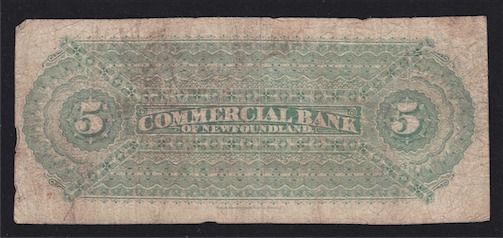 COMMERCIAL BANK
5 5
OF NEWFOUNDLAND.